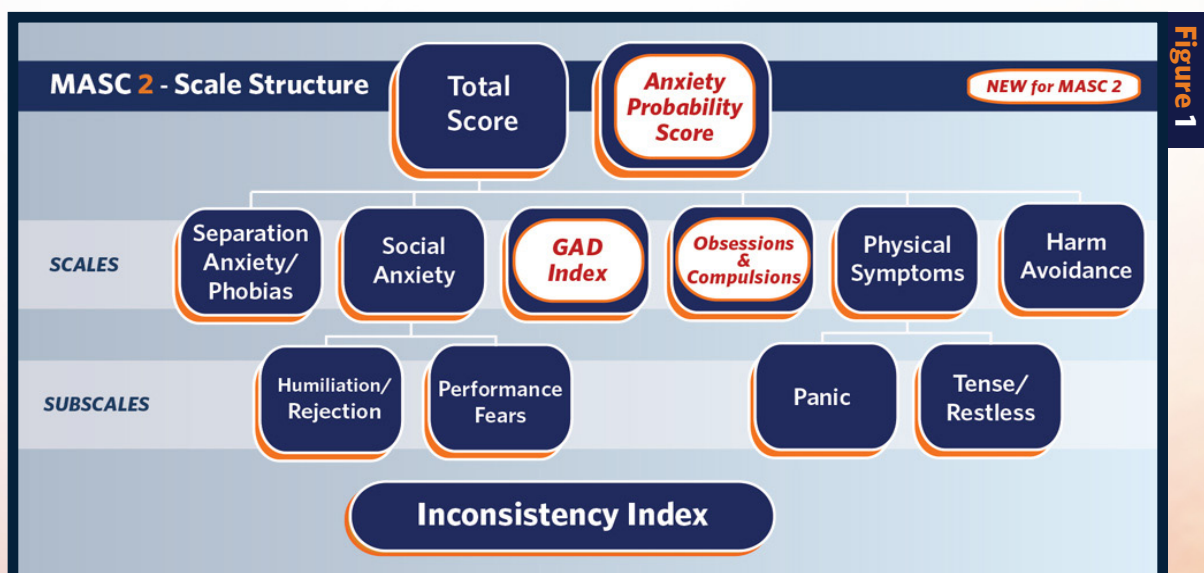 Figure 1
MASC 2 - Scale Structure
Total
Score
Anxiety
Probability
Score
NEW for MASC 2
SCALES
Separation
Anxiety/
Phobias
Social
Anxiety
GAD
Index
Obsessions
&
Compulsions
Physical
Symptoms
Harm
Avoidance
SUBSCALES
Humiliation/
Rejection
Performance
Fears
Panic
Tense/
Restless
Inconsistency Index